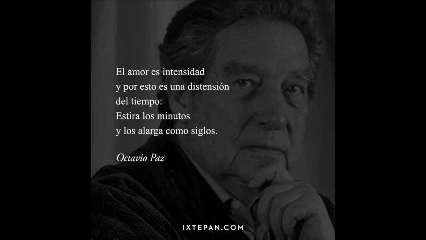 El amor es intensidad
y por esto es una distensión
del tiempo:
Estira los minutos
y los alarga como siglos.
Octavio Paz
IXTEPAN.COM